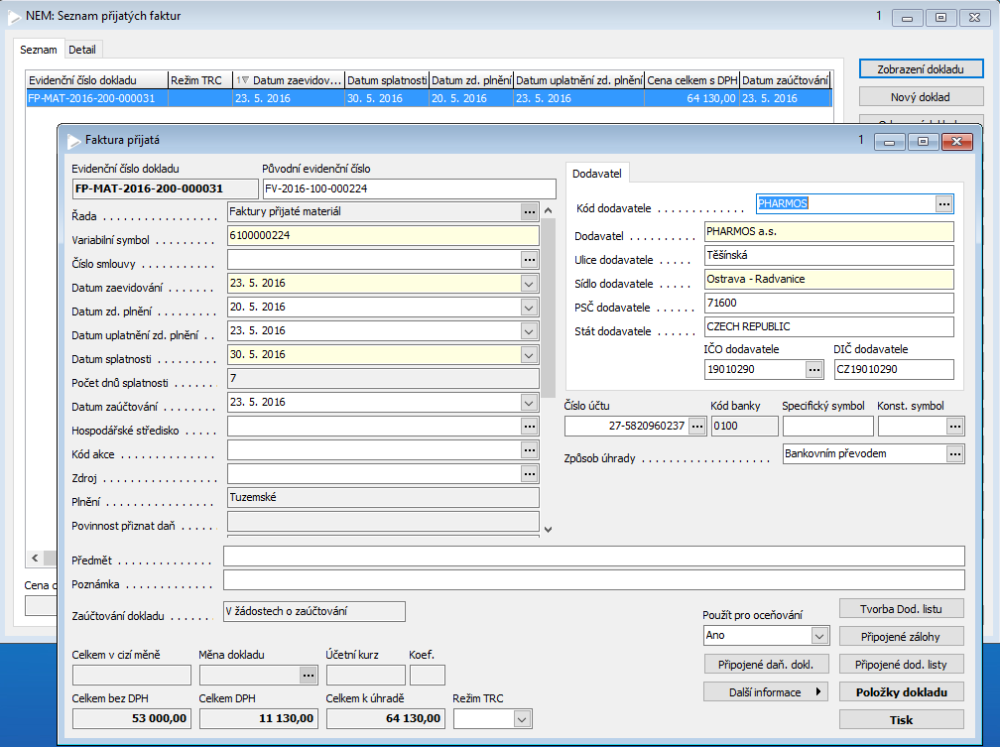 NEM: Seznam přijatých faktur 1
Seznam Detail
Evidenční číslo dokladu Režim TRC 1 Datum zaevidov... Datum splatnosti Datum zd. plnění Datum uplatnění zd. plnění Cena celkem s DPH Datum zaúčtování
FP-MAT-2016-200-000031 23. 5. 2016 30. 5. 2016 20. 5. 2016 23. 5. 2016 64 130,00 23. 5. 2016
Zobrazení dokladu
Nový doklad
Faktura přijatá 1
Evidenční číslo dokladu Původní evidenční číslo
FP-MAT-2016-200-000031 FV-2016-100-000224
Řada Faktury přijaté materiál
Variabilní symbol 6100000224
Číslo smlouvy
Datum zaevidování 23. 5. 2016
Datum zd. plnění 20. 5. 2016
Datum uplatnění zd. plnění 23. 5. 2016
Datum splatnosti 30. 5. 2016
Počet dnů splatnosti 7
Datum zaúčtování 23. 5. 2016
Hospodářské středisko
Kód akce
Zdroj
Plnění Tuzemské
Povinnost přiznat daň
Dodavatel
Kód dodavatele PHARMOS
Dodavatel PHARMOS a.s.
Ulice dodavatele Těšínská
Sídlo dodavatele Ostrava - Radvanice
PSČ dodavatele 71600
Stát dodavatele CZECH REPUBLIC
IČO dodavatele DIČ dodavatele
19010290 CZ19010290
Číslo účtu Kód banky Specifický symbol Konst. symbol
27-5820960237 0100
Způsob úhrady Bankovním převodem
Předmět
Poznámka
Cena
Zaúčtování dokladu V žádostech o zaúčtování
Použít pro oceňování
Ano
Tvorba Dod. listu
Připojené zálohy
Připojené daň. dokl. Připojené dod. listy
Další informace Položky dokladu
Tisk
Celkem v cizí měně Měna dokladu Účetní kurz Koef.
Celkem bez DPH Celkem DPH Celkem k úhradě Režim TRC
53 000,00 11 130,00 64 130,00